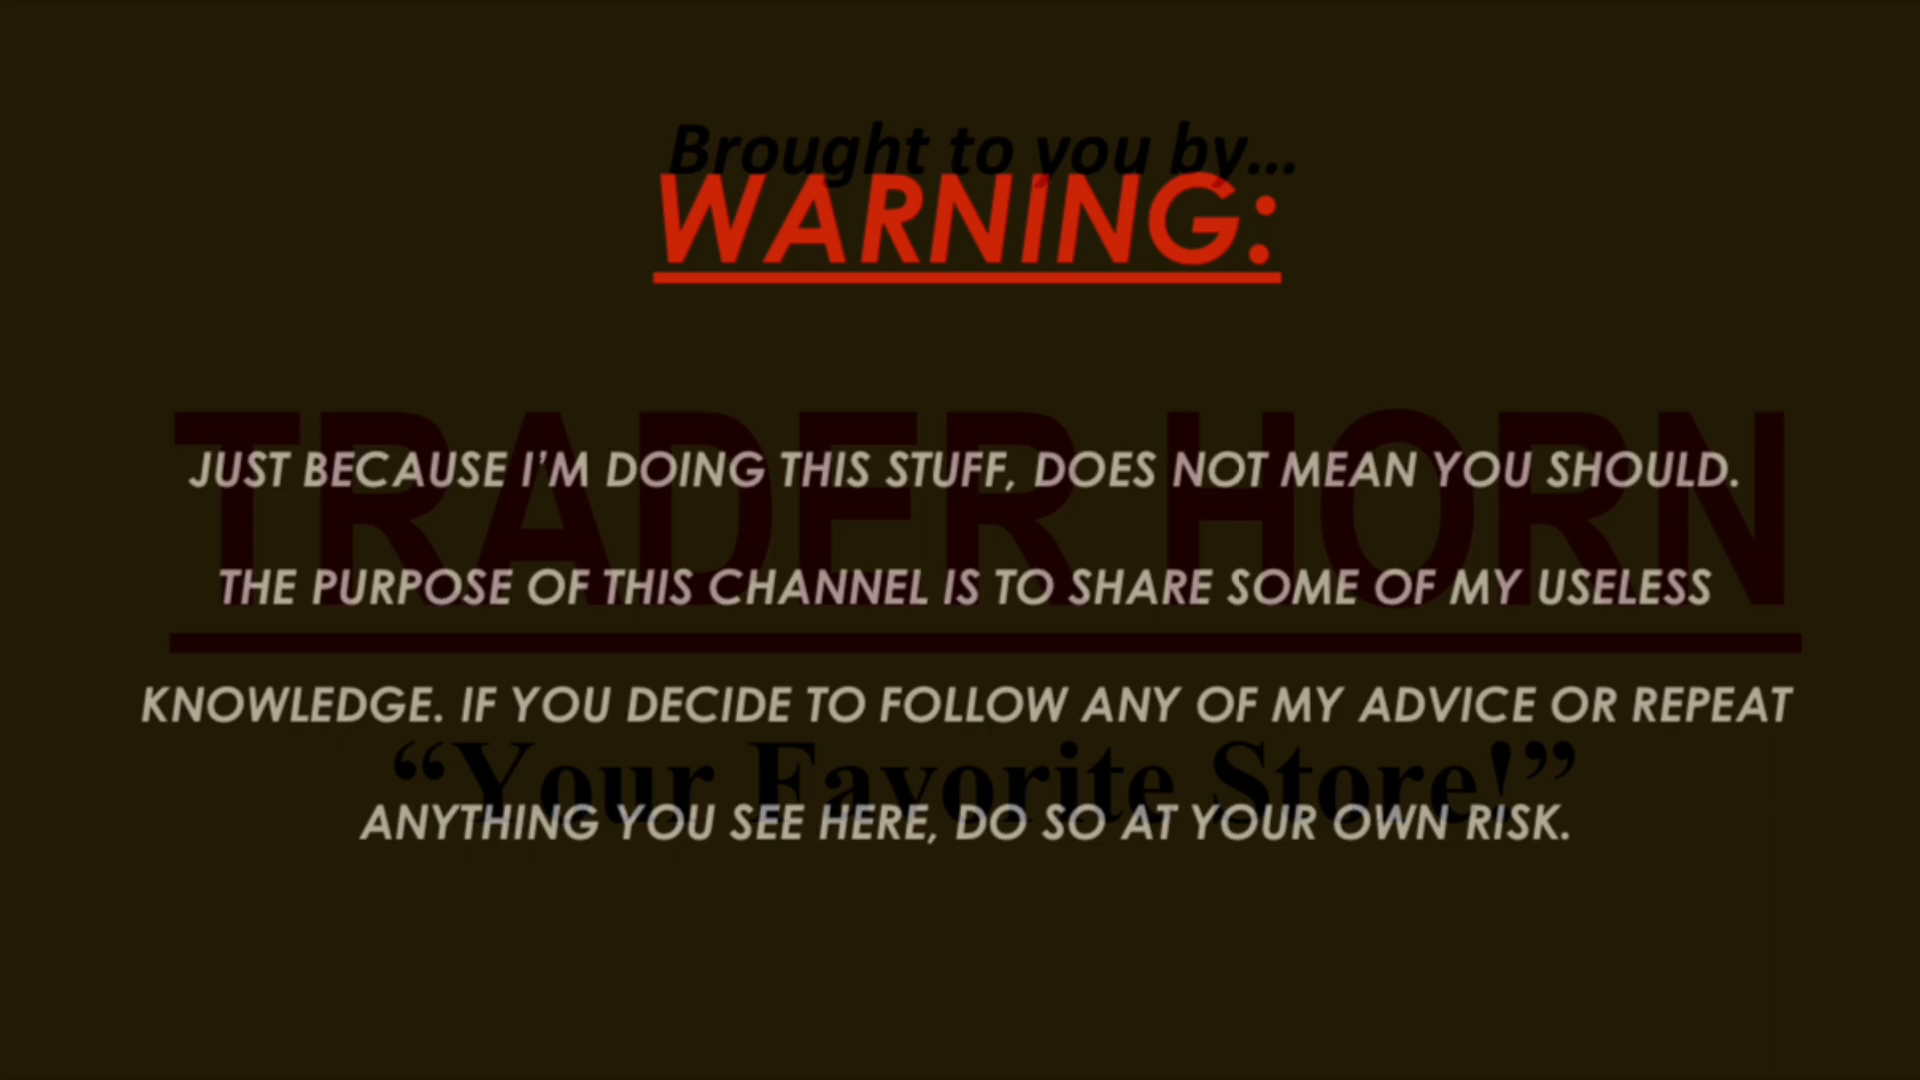 Brought to you by...
WARNING:
TRADER HORN
JUST BECAUSE I'M DOING THIS STUFF, DOES NOT MEAN YOU SHOULD.
THE PURPOSE OF THIS CHANNEL IS TO SHARE SOME OF MY USELESS
KNOWLEDGE. IF YOU DECIDE TO FOLLOW ANY OF MY ADVICE OR REPEAT
“Your Favorite Store!”
ANYTHING YOU SEE HERE, DO SO AT YOUR OWN RISK.